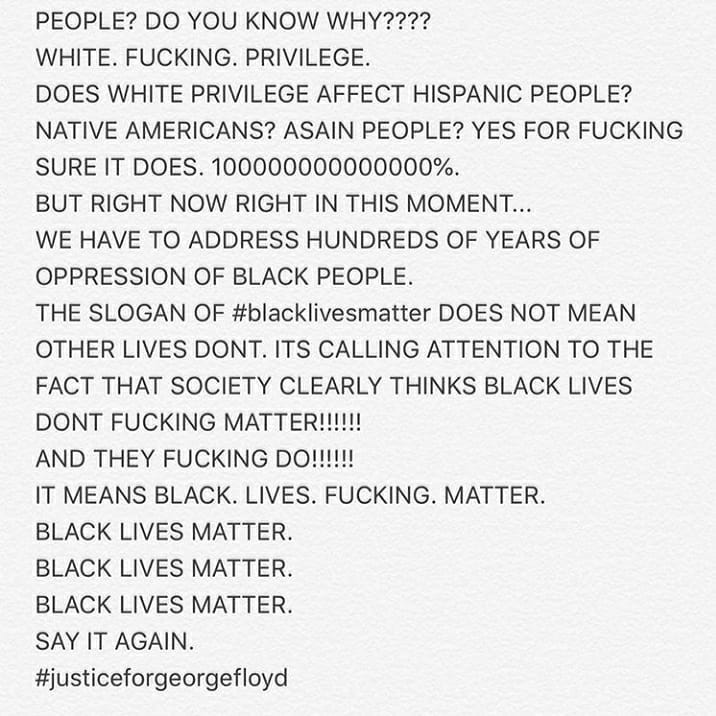 PEOPLE? DO YOU KNOW WHY????
WHITE. FUCKING. PRIVILEGE.
DOES WHITE PRIVILEGE AFFECT HISPANIC PEOPLE?
NATIVE AMERICANS? ASAIN PEOPLE? YES FOR FUCKING
SURE IT DOES. 100000000000000%.
BUT RIGHT NOW RIGHT IN THIS MOMENT...
WE HAVE TO ADDRESS HUNDREDS OF YEARS OF
OPPRESSION OF BLACK PEOPLE.
THE SLOGAN OF #blacklivesmatter DOES NOT MEAN
OTHER LIVES DONT. ITS CALLING ATTENTION TO THE
FACT THAT SOCIETY CLEARLY THINKS BLACK LIVES
DONT FUCKING MATTER!!!!!!
AND THEY FUCKING DO!!!!!!
IT MEANS BLACK. LIVES. FUCKING. MATTER.
BLACK LIVES MATTER.
BLACK LIVES MATTER.
BLACK LIVES MATTER.
SAY IT AGAIN.
#justiceforgeorgefloyd